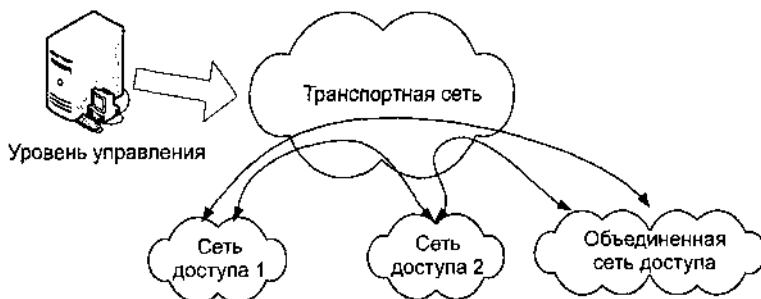 Транспортная сеть
Уровень управления
Сеть
доступа 1
Сеть
доступа 2
Объединенная
сеть доступа